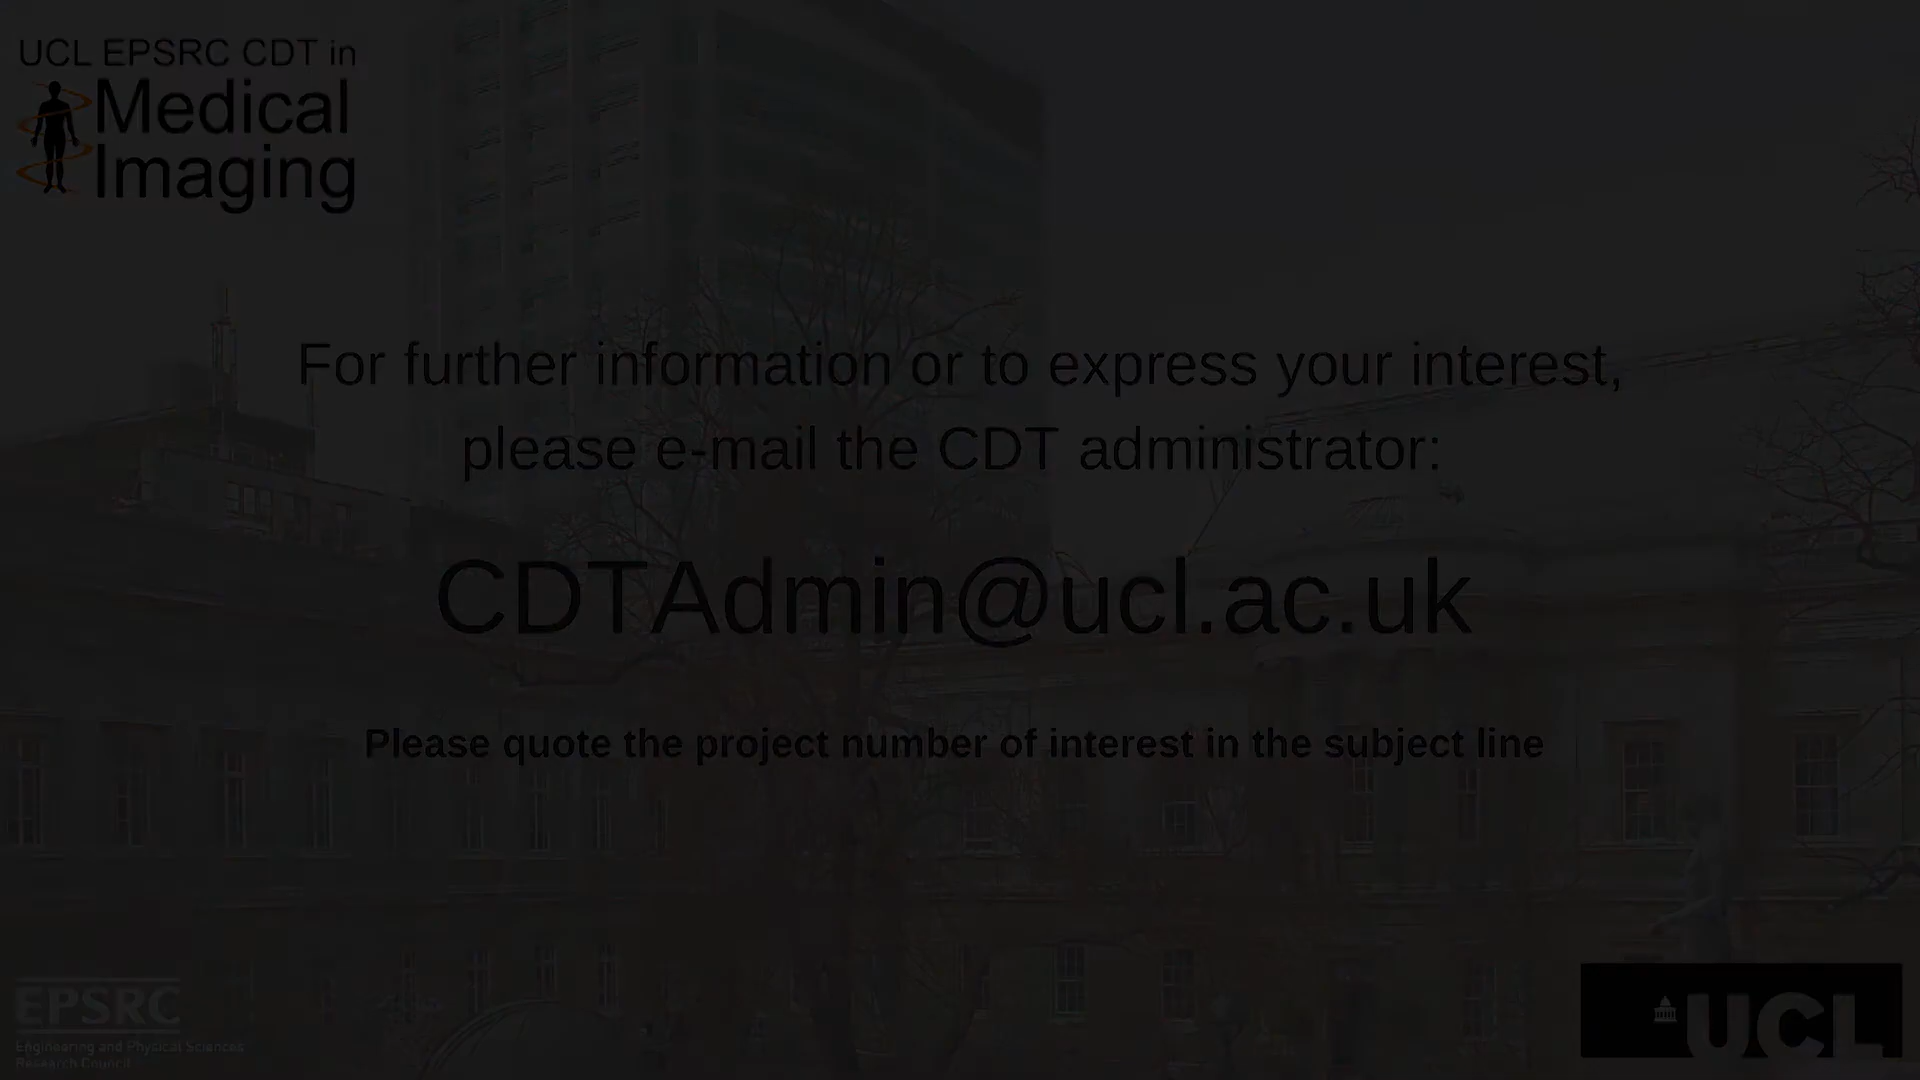 UCL EPSRC CDT in
Medical
Imaging
For further information or to express your interest,
please e-mail the CDT administrator:
CDTAdmin@ucl.ac.uk
Please quote the project number of interest in the subject line
EPSRC
Engineering and Physical Sciences
Research Council
UCL